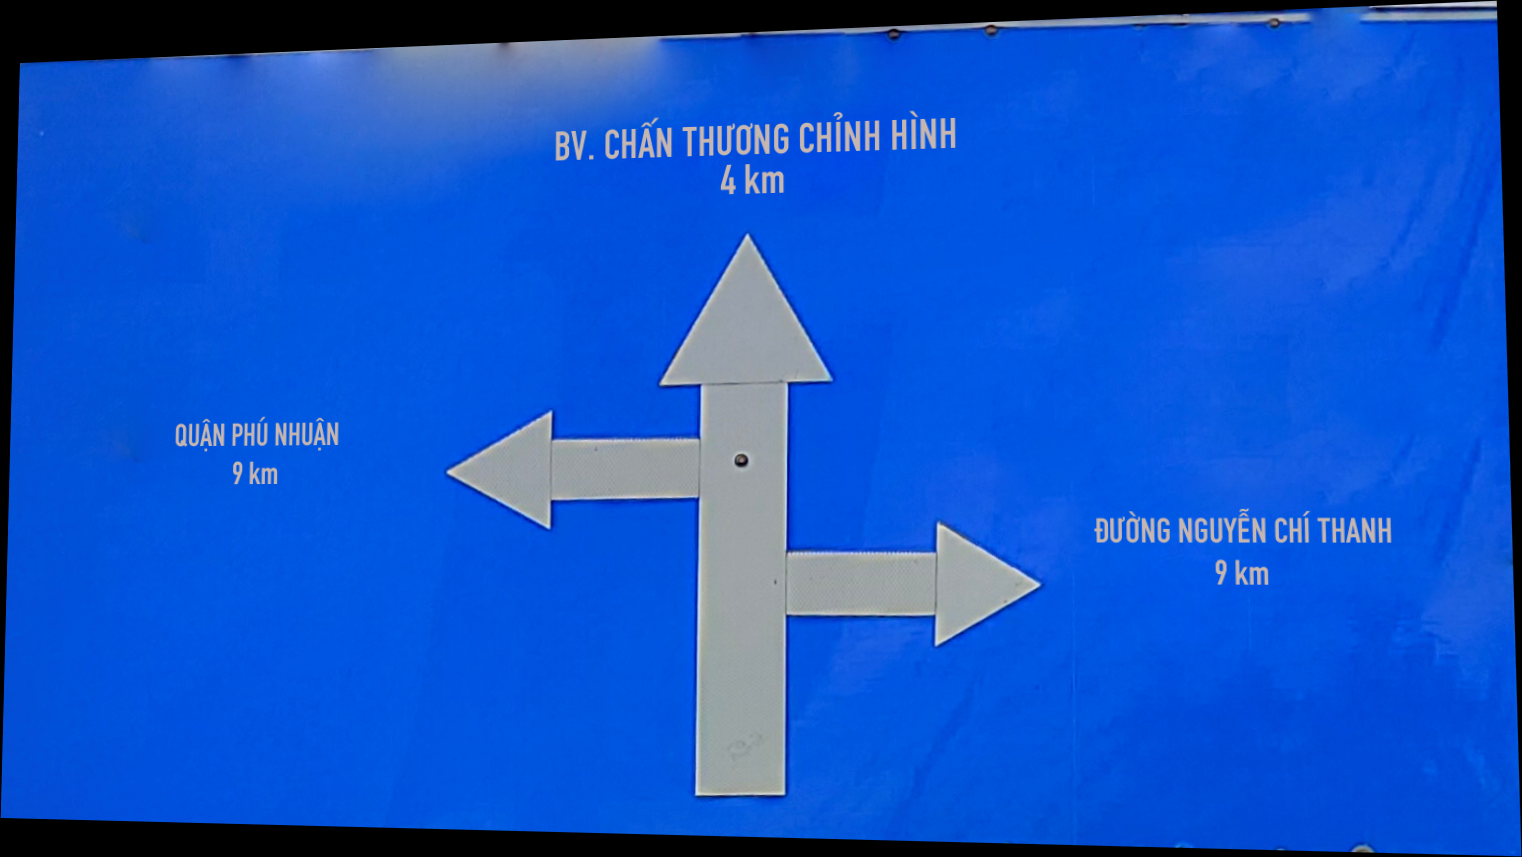 BV. CHẤN THƯƠNG CHỈNH HÌNH
4 km
QUẬN PHÚ NHUẬN
9 km
ĐƯỜNG NGUYỄN CHÍ THANH
9 km